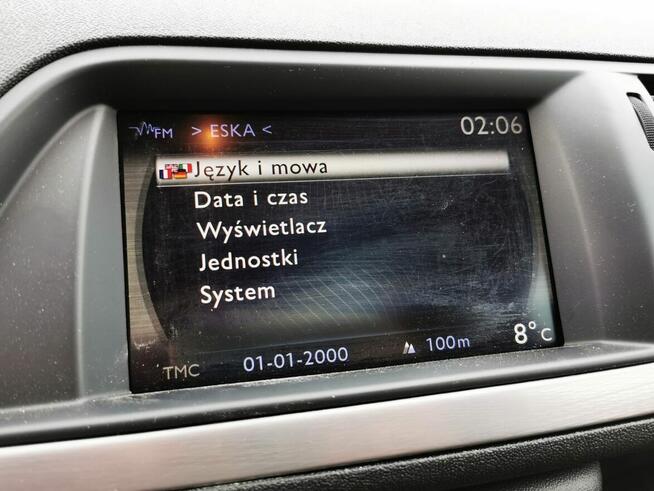 FM > ESKA < 02:06
Język i mowa
Data i czas
Wyświetlacz
Jednostki
System
TMC 01-01-2000 100m 8°C